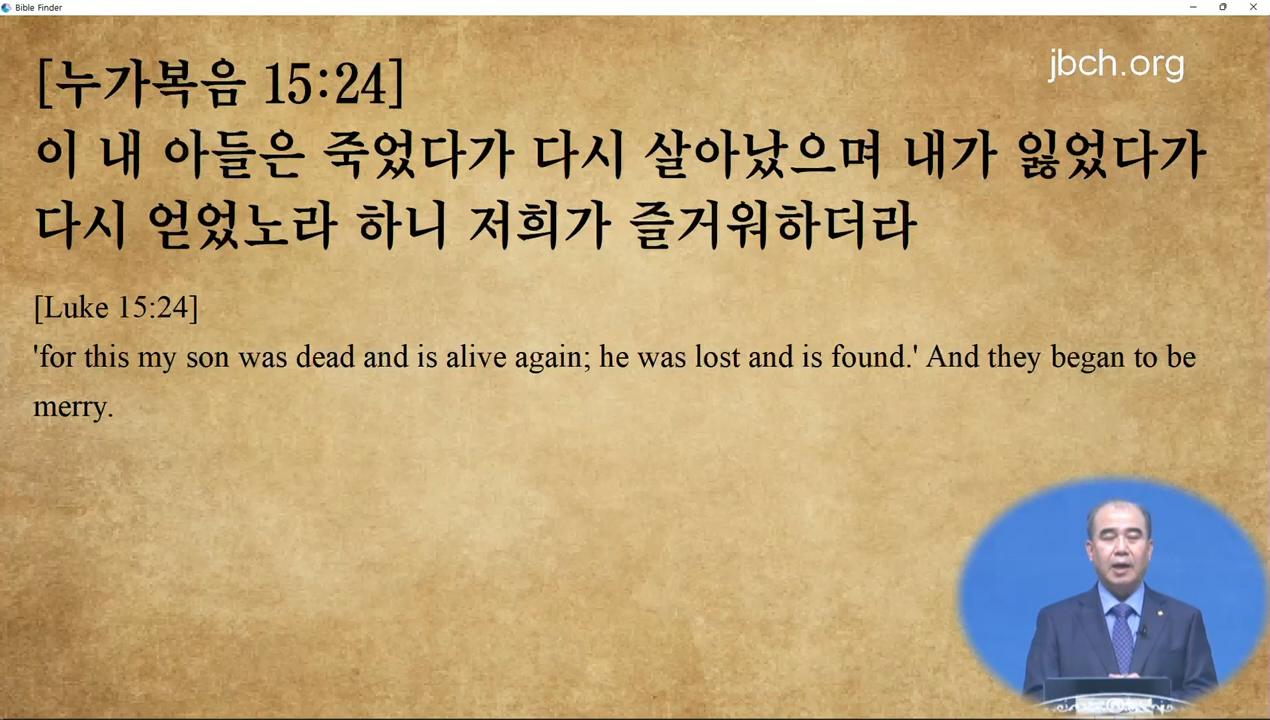 Bible Finder
jbch.org
[누가복음 15:24]
이 내 아들은 죽었다가 다시 살아났으며 내가 잃었다가
다시 얻었노라 하니 저희가 즐거워하더라
[Luke 15:24]
'for this my son was dead and is alive again; he was lost and is found.' And they began to be
merry.